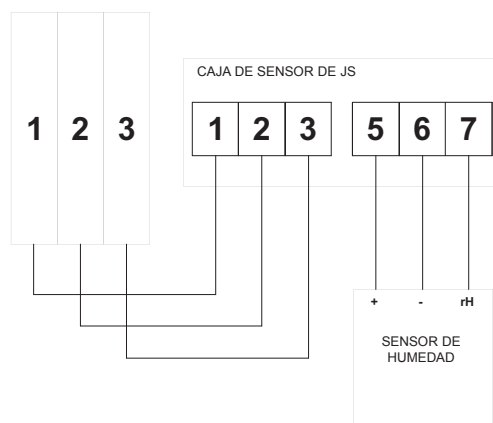 CAJA DE SENSOR DE JS
1 2 3 1 2 3 5 6 7
+ - rH
SENSOR DE
HUMEDAD